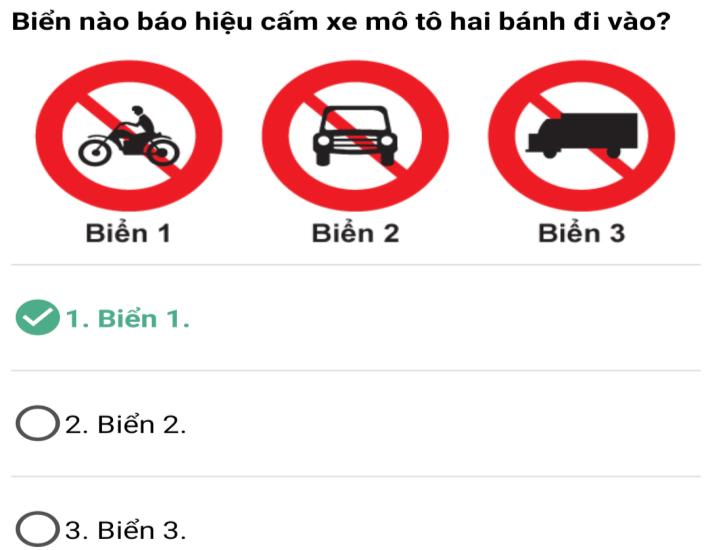 Biển nào báo hiệu cấm xe mô tô hai bánh đi vào?
Biển 1 Biển 2 Biển 3
1. Biển 1.
2. Biển 2.
3. Biển 3.